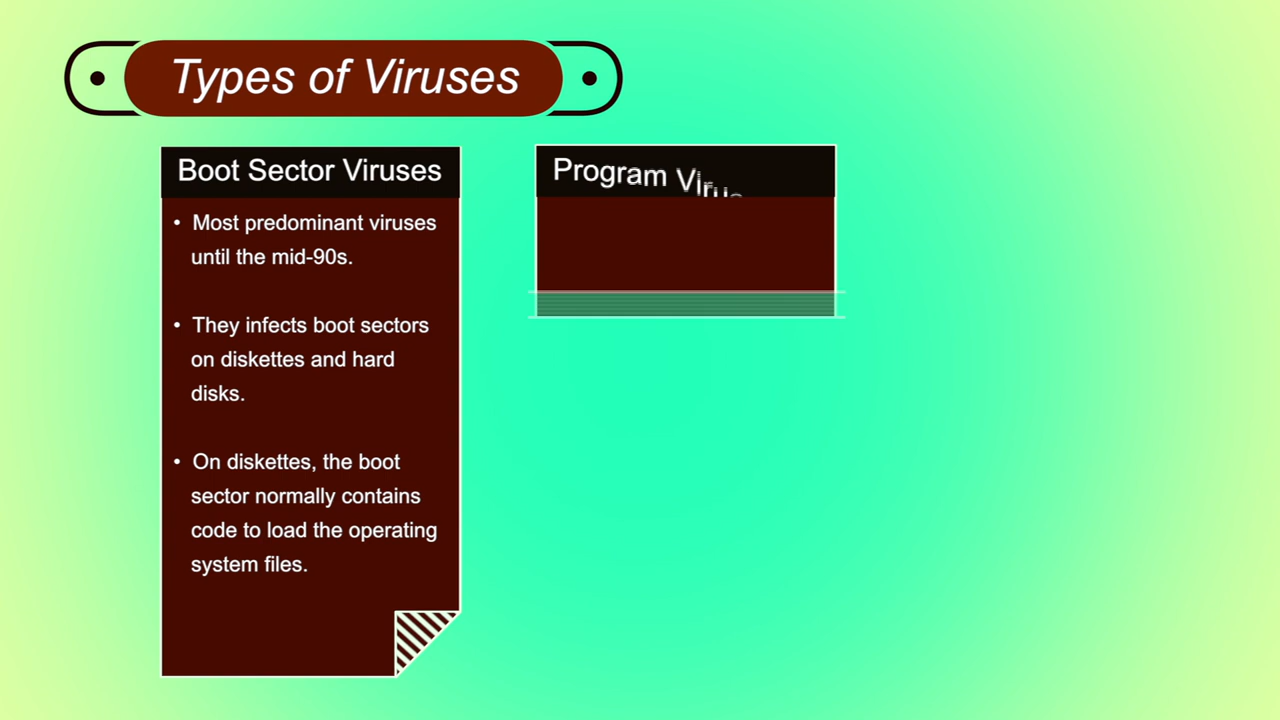 Types of Viruses
Boot Sector Viruses
• Most predominant viruses
until the mid-90s.
• They infects boot sectors
on diskettes and hard
disks.
• On diskettes, the boot
sector normally contains
code to load the operating
system files.
Program